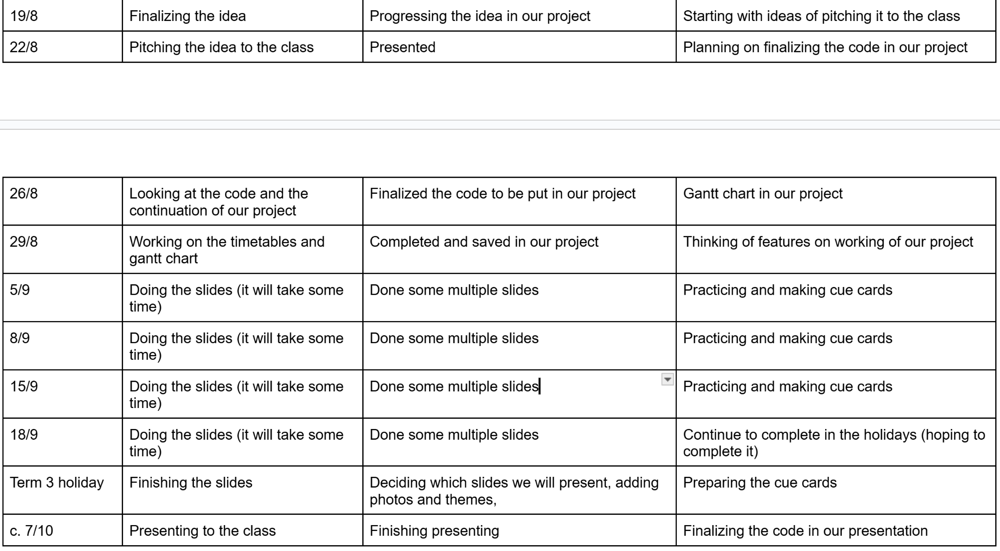 19/8
Finalizing the idea
Progressing the idea in our project
Starting with ideas of pitching it to the class
22/8
Pitching the idea to the class
Presented
Planning on finalizing the code in our project
26/8
Looking at the code and the
continuation of our project
Finalized the code to be put in our project
Gantt chart in our project
29/8
Working on the timetables and
gantt chart
Completed and saved in our project
Thinking of features on working of our project
5/9
Doing the slides (it will take some
time)
Done some multiple slides
Practicing and making cue cards
8/9
Doing the slides (it will take some
time)
Done some multiple slides
Practicing and making cue cards
15/9
Doing the slides (it will take some
time)
Done some multiple slides
Practicing and making cue cards
18/9
Doing the slides (it will take some
time)
Done some multiple slides
Continue to complete in the holidays (hoping to
complete it)
Term 3 holiday
Finishing the slides
Deciding which slides we will present, adding
photos and themes,
Preparing the cue cards
c. 7/10
Presenting to the class
Finishing presenting
Finalizing the code in our presentation